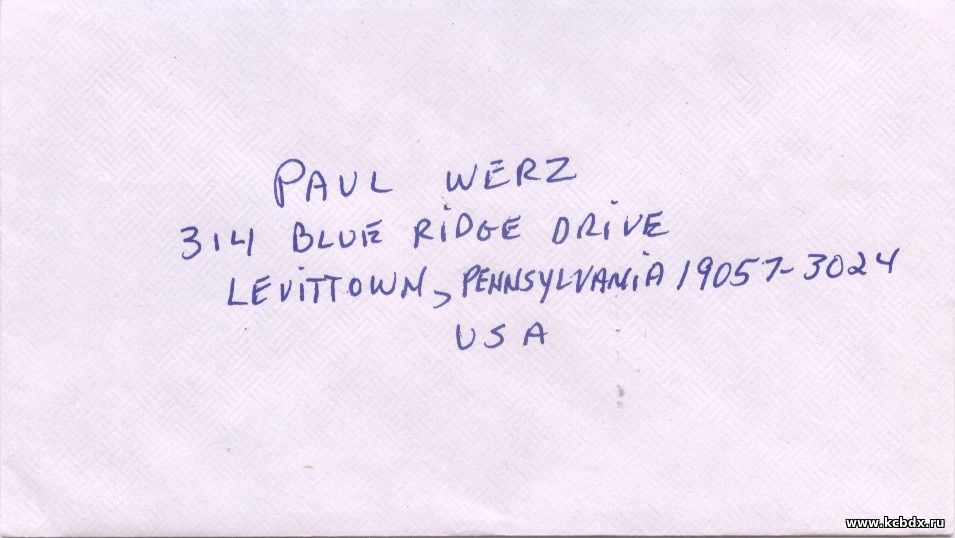 PAUL WERZ
314 BLUE RIDGE DRIVE
LEVITTOWN, PENNSYLVANIA 19057-3024
USA
www.kcbdx.ru